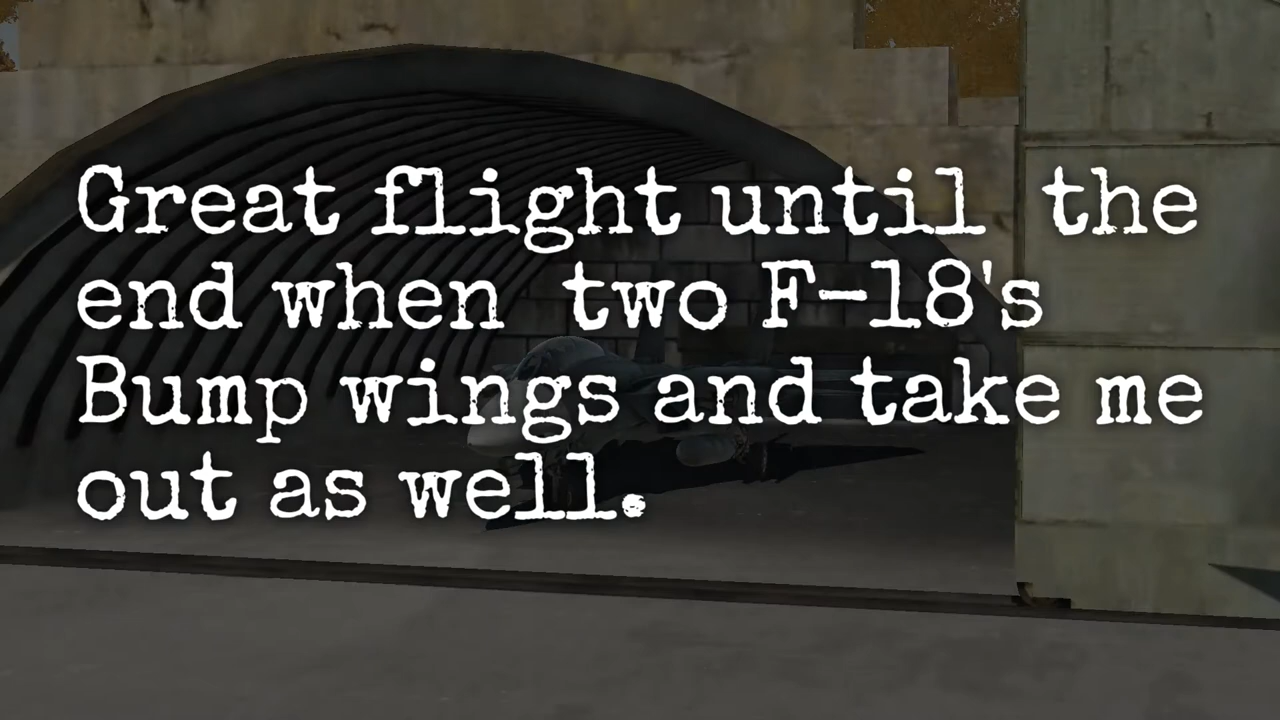 Great flight until  the
end when  two F-18's
Bump wings and take me
out as well.